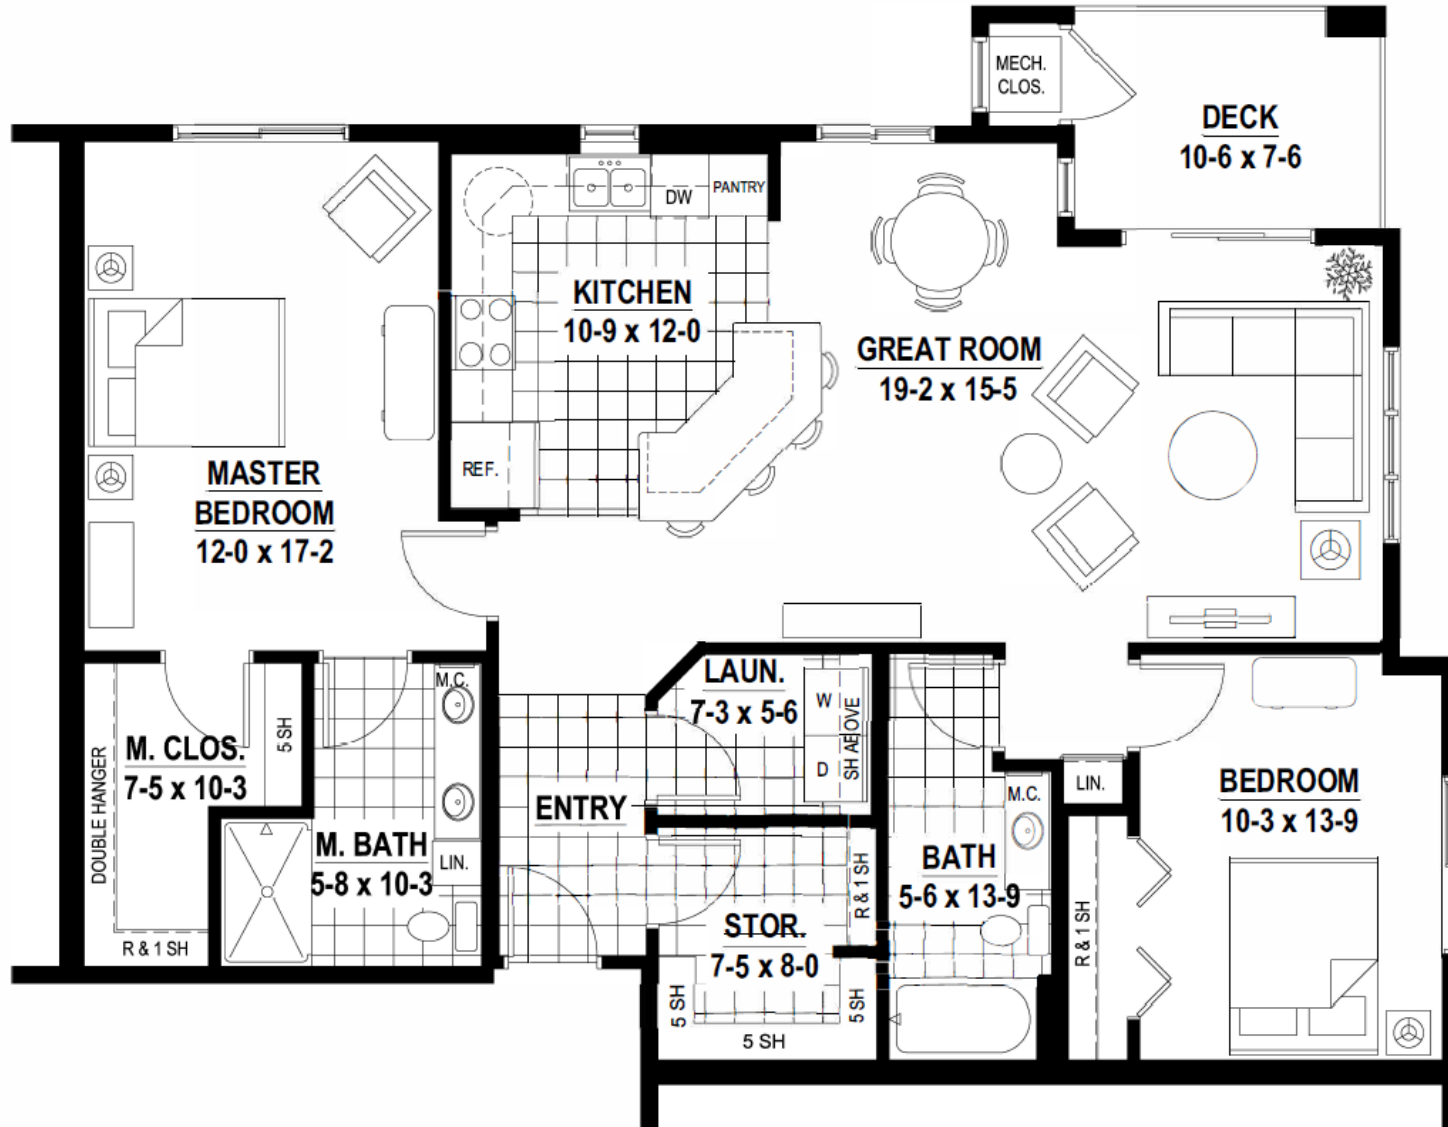 MECH.
CLOS.
DECK
10-6 x 7-6
DW
PANTRY
KITCHEN
10-9 x 12-0
GREAT ROOM
19-2 x 15-5
REF.
MASTER
BEDROOM
12-0 x 17-2
M.C.
LAUN.
7-3 x 5-6
W
D
SH ABOVE
5 SH
M. CLOS.
7-5 x 10-3
DOUBLE HANGER
R & 1 SH
ENTRY
M. BATH
5-8 x 10-3
LIN.
STOR.
7-5 x 8-0
R & 1 SH
5 SH
5 SH
5 SH
BATH
5-6 x 13-9
M.C.
LIN.
R & 1 SH
BEDROOM
10-3 x 13-9